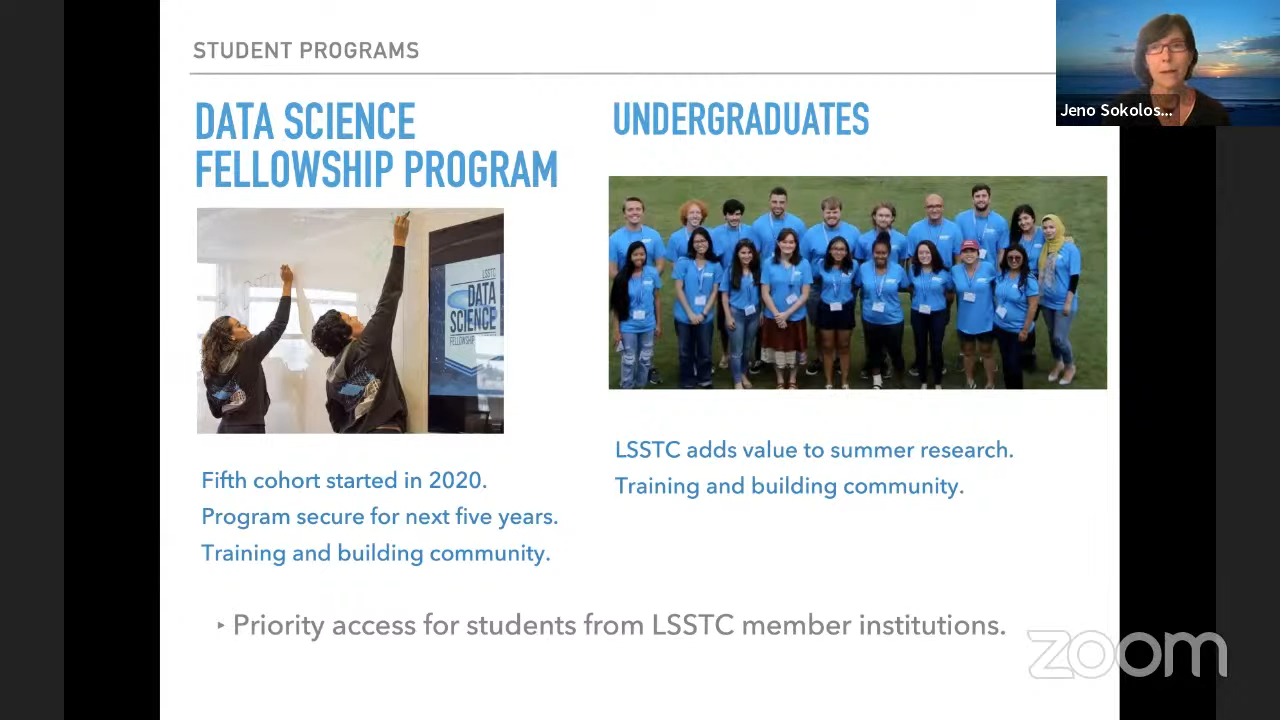 STUDENT PROGRAMS
Jeno Sokolos...
DATA SCIENCE
FELLOWSHIP PROGRAM
UNDERGRADUATES
LSSTC
DATA
SCIENCE
FELLOWSHIP
Fifth cohort started in 2020.
Program secure for next five years.
Training and building community.
LSSTC adds value to summer research.
Training and building community.
‣ Priority access for students from LSSTC member institutions.
zoom